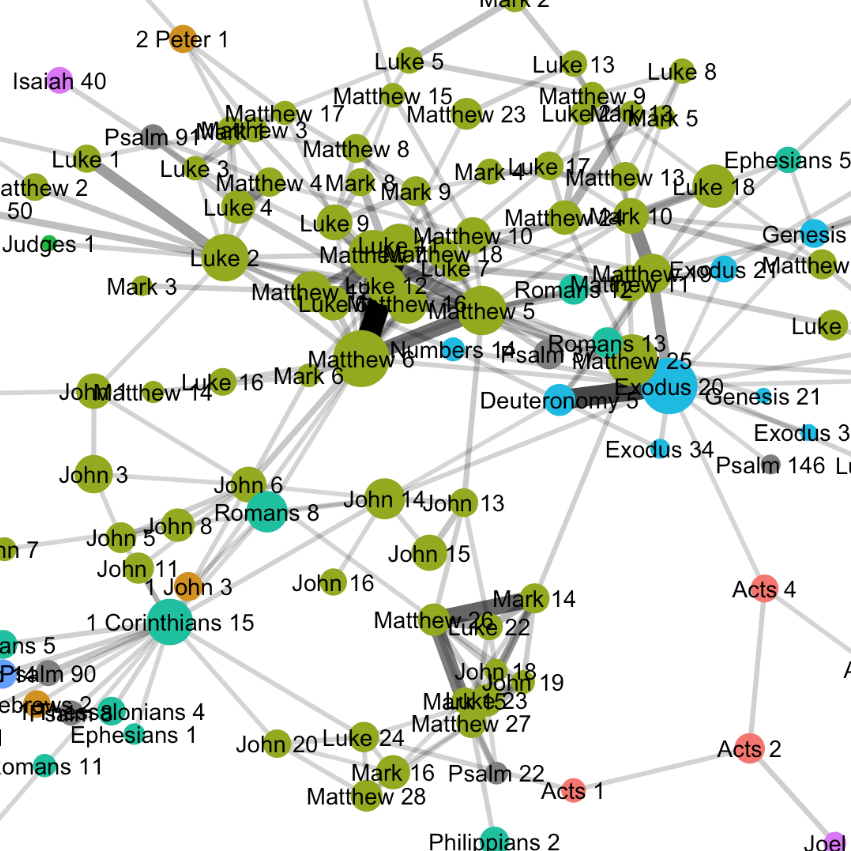 Mark 2
2 Peter 1
Luke 5
Luke 13
Luke 8
Isaiah 40
Matthew 15
Matthew 9
Matthew 17
Matthew 23
Mark 13
Mark 5
Psalm 91
Matthew 3
Matthew 8
Luke 1
Luke 3
Ephesians 5
Luke 17
Mark 4
Matthew 13
Matthew 4
Mark 8
Mark 9
Luke 18
atthew 2
50
Luke 4
Luke 9
Matthew 24
Mark 10
Matthew 10
Genesis
Judges 1
Luke 2
Matthew 18
Luke 7
Exodus 21
Matthew
Matthew 19
Matthew 11
Mark 3
Luke 12
Romans 12
Matthew 16
Matthew 5
Luke
Romans 13
Numbers 14
Psalm
Matthew 6
Matthew 25
Mark 6
Luke 16
Matthew 14
Exodus 20
Deuteronomy 5
Genesis 21
Exodus 3
Exodus 34
Psalm 146
Lu
John 3
John 6
John 14
John 13
Romans 8
John 8
John 5
hn 7
John 15
John 11
John 16
1 John 3
Acts 4
Mark 14
1 Corinthians 15
Matthew 26
Luke 22
ans 5
Psalm 90
John 18
John 19
ebrews 2
Mark 15
Luke 23
Thessalonians 4
Matthew 27
Ephesians 1
John 20
Luke 24
Acts 2
omans 11
Mark 16
Psalm 22
Acts 1
Matthew 28
Philippians 2
Joel